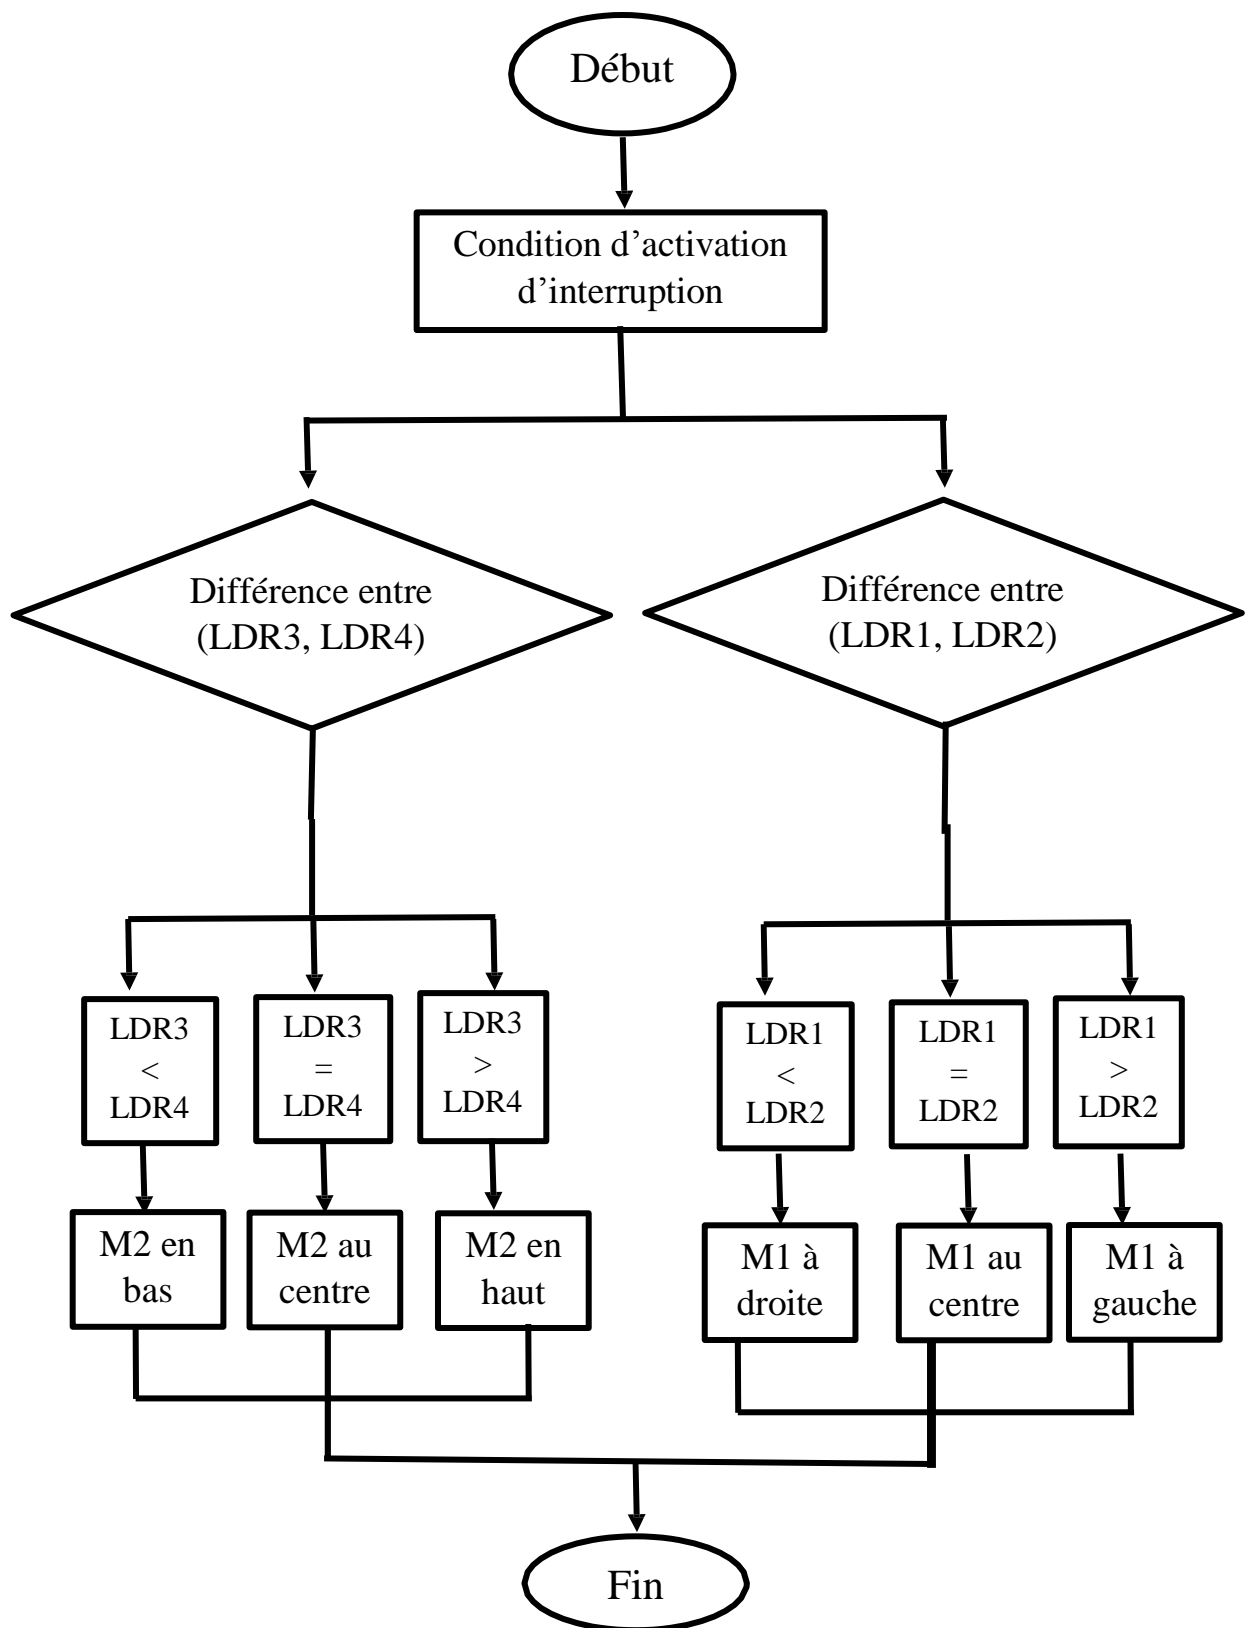 Début
Condition d’activation
d’interruption
Différence entre
(LDR3, LDR4)
Différence entre
(LDR1, LDR2)
LDR3
<
LDR4
LDR3
=
LDR4
LDR3
>
LDR4
LDR1
<
LDR2
LDR1
=
LDR2
LDR1
>
LDR2
M2 en
bas
M2 au
centre
M2 en
haut
M1 à
droite
M1 au
centre
M1 à
gauche
Fin